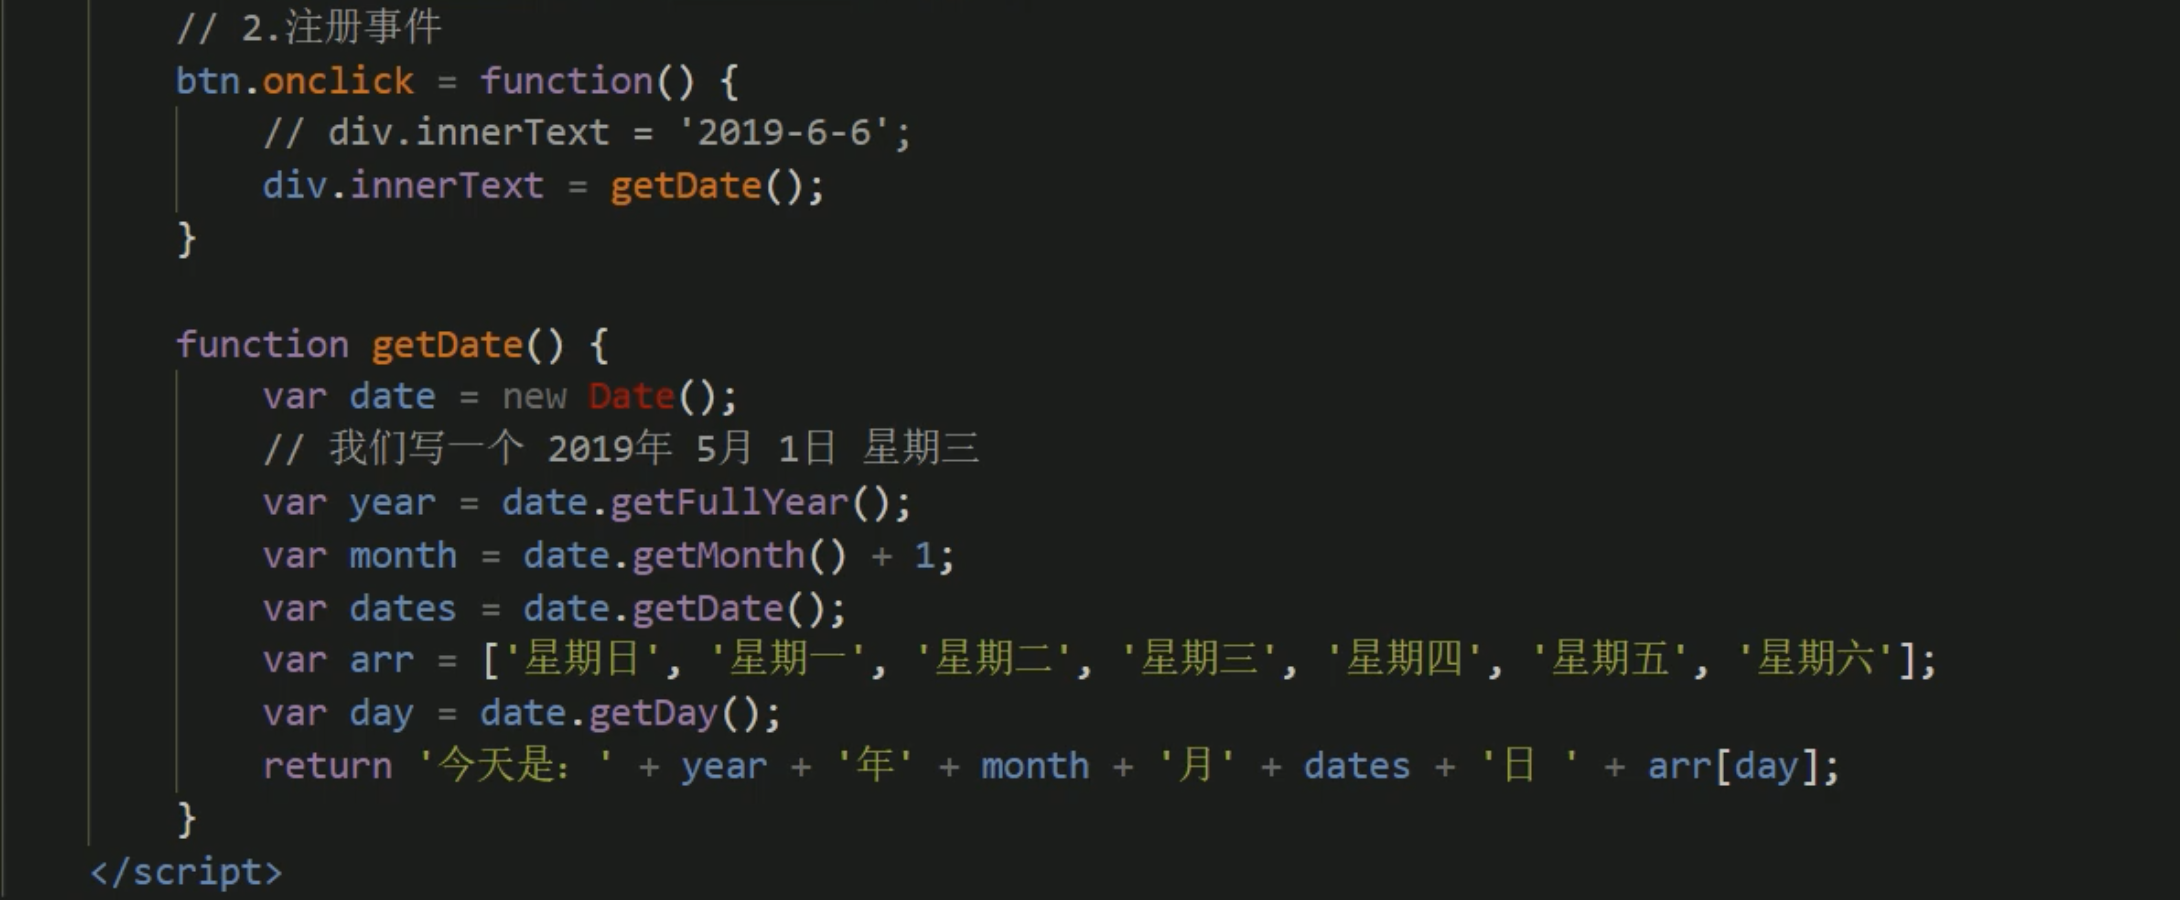 // 2.注册事件
btn.onclick = function() {
// div.innerText = '2019-6-6';
div.innerText = getDate();
}
function getDate() {
var date = new Date();
// 我们写一个 2019年 5月 1日 星期三
var year = date.getFullYear();
var month = date.getMonth() + 1;
var dates = date.getDate();
var arr = ['星期日', '星期一', '星期二', '星期三', '星期四', '星期五', '星期六'];
var day = date.getDay();
return '今天是：' + year + '年' + month + '月' + dates + '日 ' + arr[day];
}
</script>